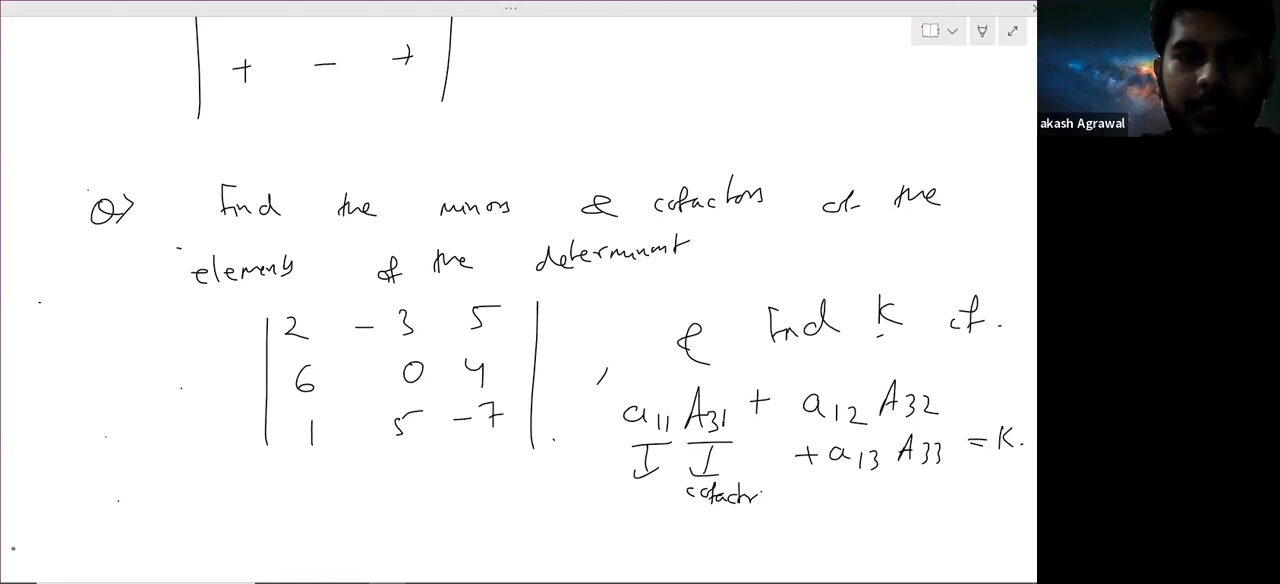 + - +
Q> Find the minors & cofactors of the
elements of the determinant
2 -3 5
6 0 4
1 5 -7
, & Find K if.
a11 A31 + a12 A32
+ a13 A33 = K.
cofactr.
akash Agrawal